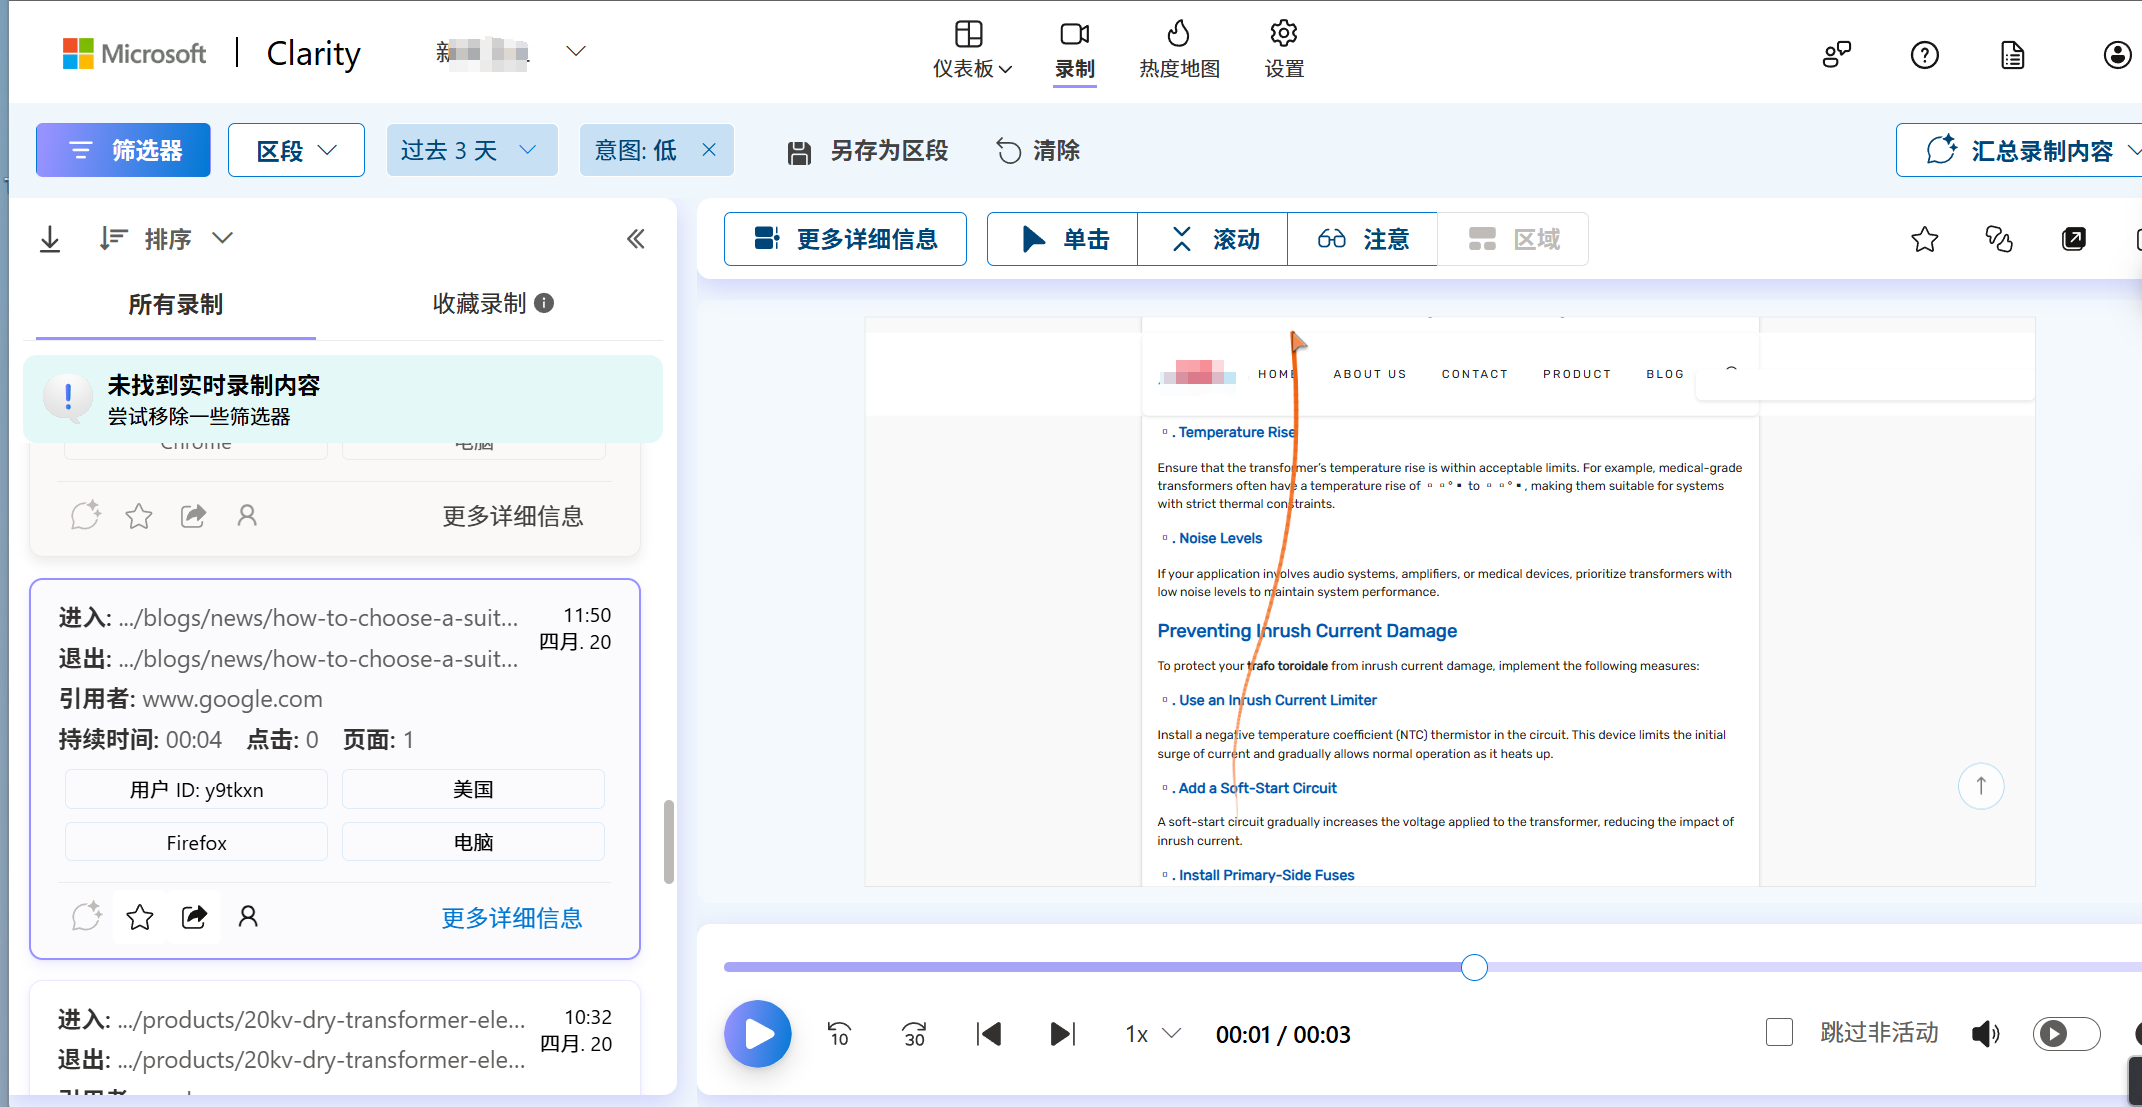 Microsoft | Clarity
新
仪表板
录制
热度地图
设置
筛选器
区段
过去 3 天
意图: 低
另存为区段
清除
汇总录制内容
排序
所有录制
收藏录制
未找到实时录制内容
尝试移除一些筛选器
Chrome
电脑
更多详细信息
进入: .../blogs/news/how-to-choose-a-suit...
11:50
四月. 20
退出: .../blogs/news/how-to-choose-a-suit...
引用者: www.google.com
持续时间: 00:04 点击: 0 页面: 1
用户 ID: y9tkxn
美国
Firefox
电脑
更多详细信息
进入: .../products/20kv-dry-transformer-ele...
10:32
四月. 20
退出: .../products/20kv-dry-transformer-ele...
更多详细信息
单击
滚动
注意
区域
HOME
ABOUT US
CONTACT
PRODUCT
BLOG
▫. Temperature Rise
Ensure that the transformer's temperature rise is within acceptable limits. For example, medical-grade
transformers often have a temperature rise of ▫▫°▪ to ▫▫°▪, making them suitable for systems
with strict thermal constraints.
▫. Noise Levels
If your application involves audio systems, amplifiers, or medical devices, prioritize transformers with
low noise levels to maintain system performance.
Preventing Inrush Current Damage
To protect your trafo toroidale from inrush current damage, implement the following measures:
▫. Use an Inrush Current Limiter
Install a negative temperature coefficient (NTC) thermistor in the circuit. This device limits the initial
surge of current and gradually allows normal operation as it heats up.
▫. Add a Soft-Start Circuit
A soft-start circuit gradually increases the voltage applied to the transformer, reducing the impact of
inrush current.
▫. Install Primary-Side Fuses
10
30
1x
00:01 / 00:03
跳过非活动